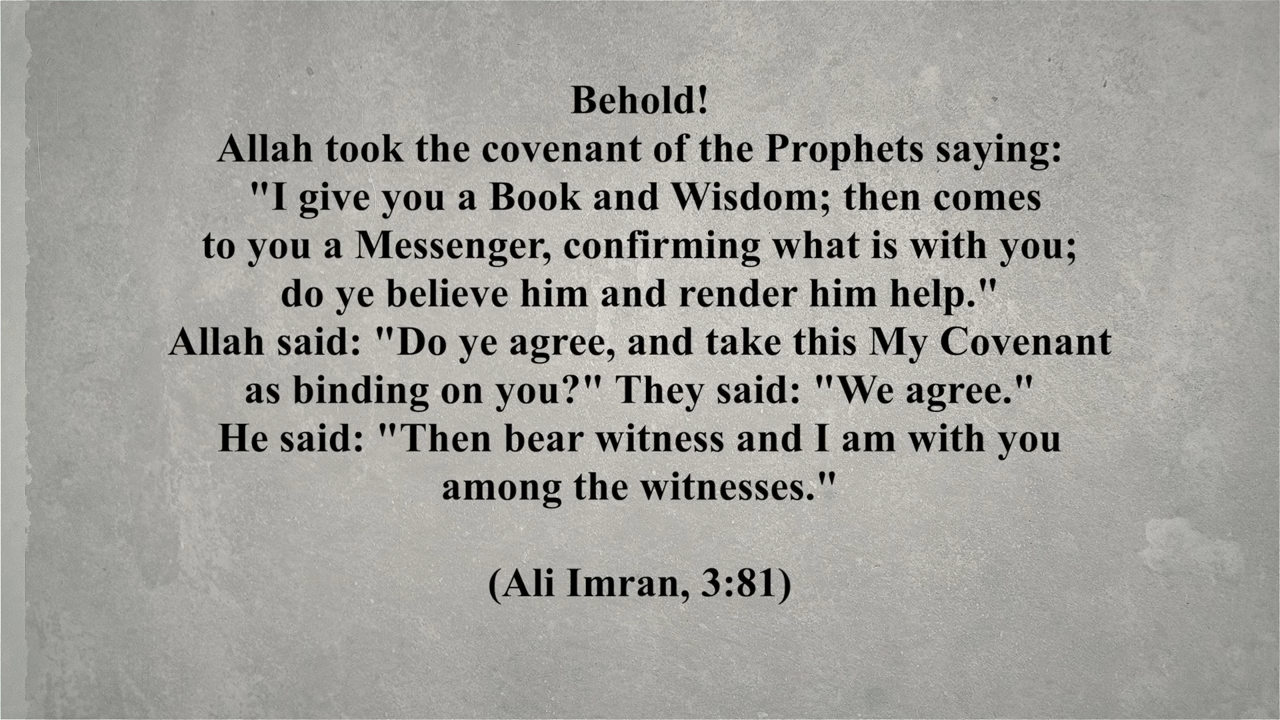 Behold!
Allah took the covenant of the Prophets saying:
"I give you a Book and Wisdom; then comes
to you a Messenger, confirming what is with you;
do ye believe him and render him help."
Allah said: "Do ye agree, and take this My Covenant
as binding on you?" They said: "We agree."
He said: "Then bear witness and I am with you
among the witnesses."
(Ali Imran, 3:81)